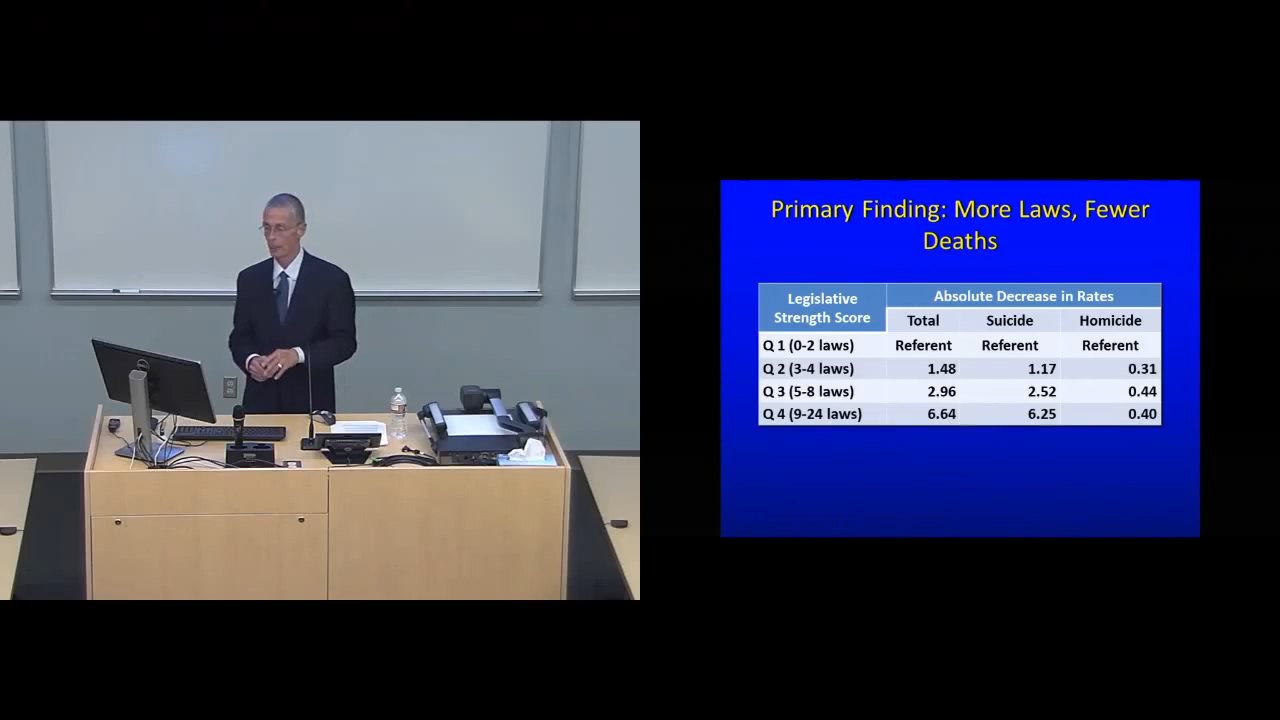 Primary Finding: More Laws, Fewer
Deaths
Legislative
Strength Score
Absolute Decrease in Rates
Total Suicide Homicide
Q 1 (0-2 laws) Referent Referent Referent
Q 2 (3-4 laws) 1.48 1.17 0.31
Q 3 (5-8 laws) 2.96 2.52 0.44
Q 4 (9-24 laws) 6.64 6.25 0.40